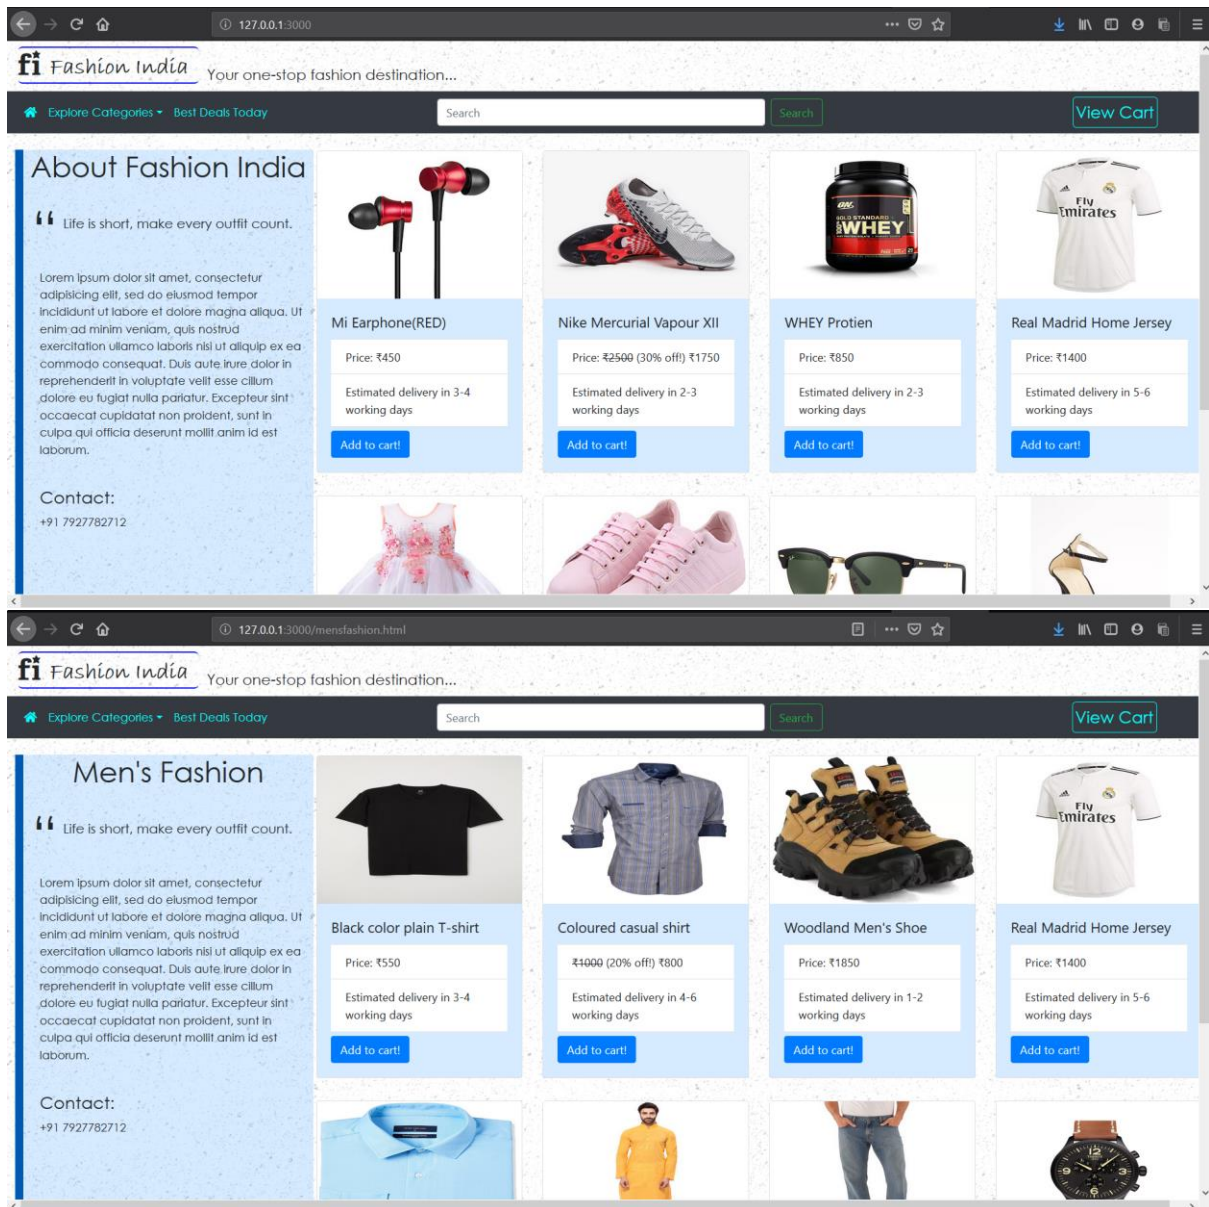 127.0.0.1:3000
fi Fashion India Your one-stop fashion destination...
Explore Categories Best Deals Today Search Search View Cart
About Fashion India
“ Life is short, make every outfit count.
Lorem ipsum dolor sit amet, consectetur
adipisicing elit, sed do eiusmod tempor
incididunt ut labore et dolore magna aliqua. Ut
enim ad minim veniam, quis nostrud
exercitation ullamco laboris nisi ut aliquip ex ea
commodo consequat. Duis aute irure dolor in
reprehenderit in voluptate velit esse cillum
dolore eu fugiat nulla pariatur. Excepteur sint
occaecat cupidatat non proident, sunt in
culpa qui officia deserunt mollit anim id est
laborum.
Contact:
+91 7927782712
Mi Earphone(RED)
Price: ₹450
Estimated delivery in 3-4
working days
Add to cart!
Nike Mercurial Vapour XII
Price: ₹2500 (30% off!) ₹1750
Estimated delivery in 2-3
working days
Add to cart!
ON
GOLD STANDARD
100% WHEY
WHEY Protien
Price: ₹850
Estimated delivery in 2-3
working days
Add to cart!
Fly
Emirates
Real Madrid Home Jersey
Price: ₹1400
Estimated delivery in 5-6
working days
Add to cart!
127.0.0.1:3000/mensfashion.html
fi Fashion India Your one-stop fashion destination...
Explore Categories Best Deals Today Search Search View Cart
Men's Fashion
“ Life is short, make every outfit count.
Lorem ipsum dolor sit amet, consectetur
adipisicing elit, sed do eiusmod tempor
incididunt ut labore et dolore magna aliqua. Ut
enim ad minim veniam, quis nostrud
exercitation ullamco laboris nisi ut aliquip ex ea
commodo consequat. Duis aute irure dolor in
reprehenderit in voluptate velit esse cillum
dolore eu fugiat nulla pariatur. Excepteur sint
occaecat cupidatat non proident, sunt in
culpa qui officia deserunt mollit anim id est
laborum.
Contact:
+91 7927782712
Black color plain T-shirt
Price: ₹550
Estimated delivery in 3-4
working days
Add to cart!
Coloured casual shirt
₹1000 (20% off!) ₹800
Estimated delivery in 4-6
working days
Add to cart!
Woodland Men's Shoe
Price: ₹1850
Estimated delivery in 1-2
working days
Add to cart!
Fly
Emirates
Real Madrid Home Jersey
Price: ₹1400
Estimated delivery in 5-6
working days
Add to cart!